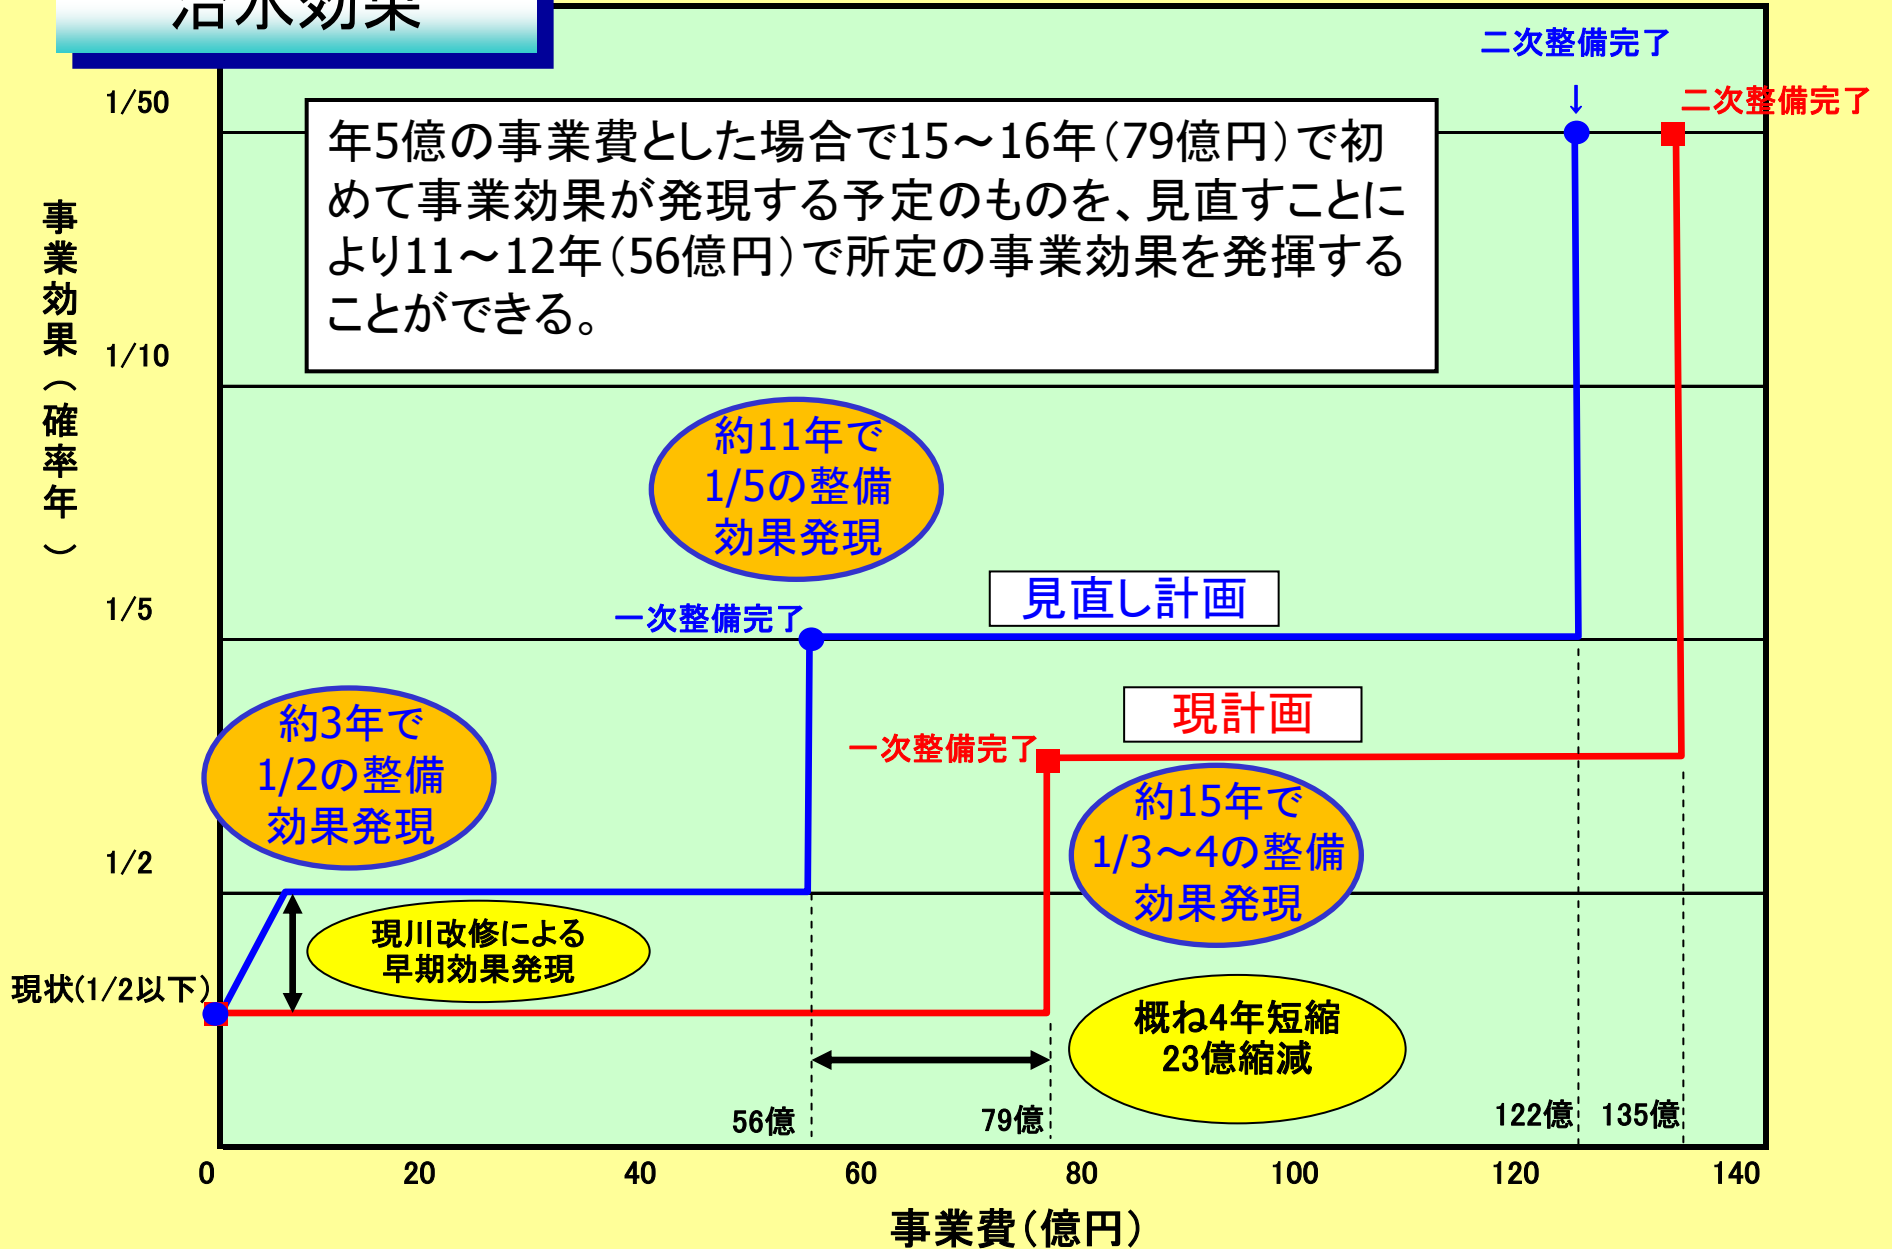 治水効果
二次整備完了
↓
二次整備完了
1/50
年5億の事業費とした場合で15～16年(79億円)で初
めて事業効果が発現する予定のものを、見直すことに
より11～12年(56億円)で所定の事業効果を発揮する
ことができる。
事業効果(確率年)
1/10
約11年で
1/5の整備
効果発現
見直し計画
1/5
一次整備完了
約3年で
1/2の整備
効果発現
現計画
一次整備完了
約15年で
1/3～4の整備
効果発現
1/2
現川改修による
早期効果発現
現状(1/2以下)
概ね4年短縮
23億縮減
56億
79億
122億
135億
0
20
40
60
80
100
120
140
事業費(億円)